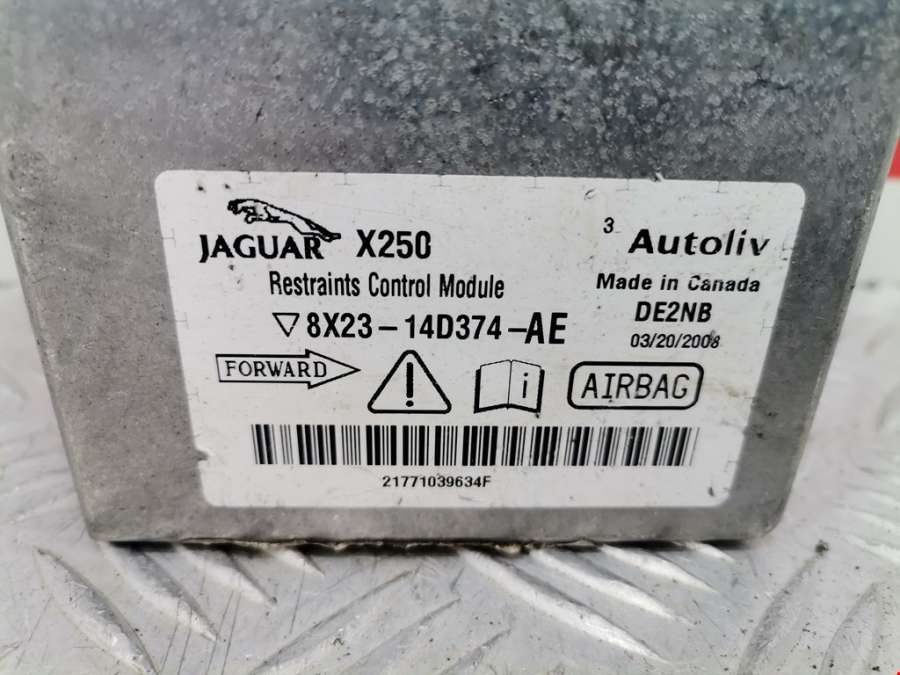 JAGUAR X250
Restraints Control Module
▽8X23-14D374-AE
3 Autoliv
Made in Canada
DE2NB
03/20/2008
FORWARD
! i AIRBAG
21771039634F